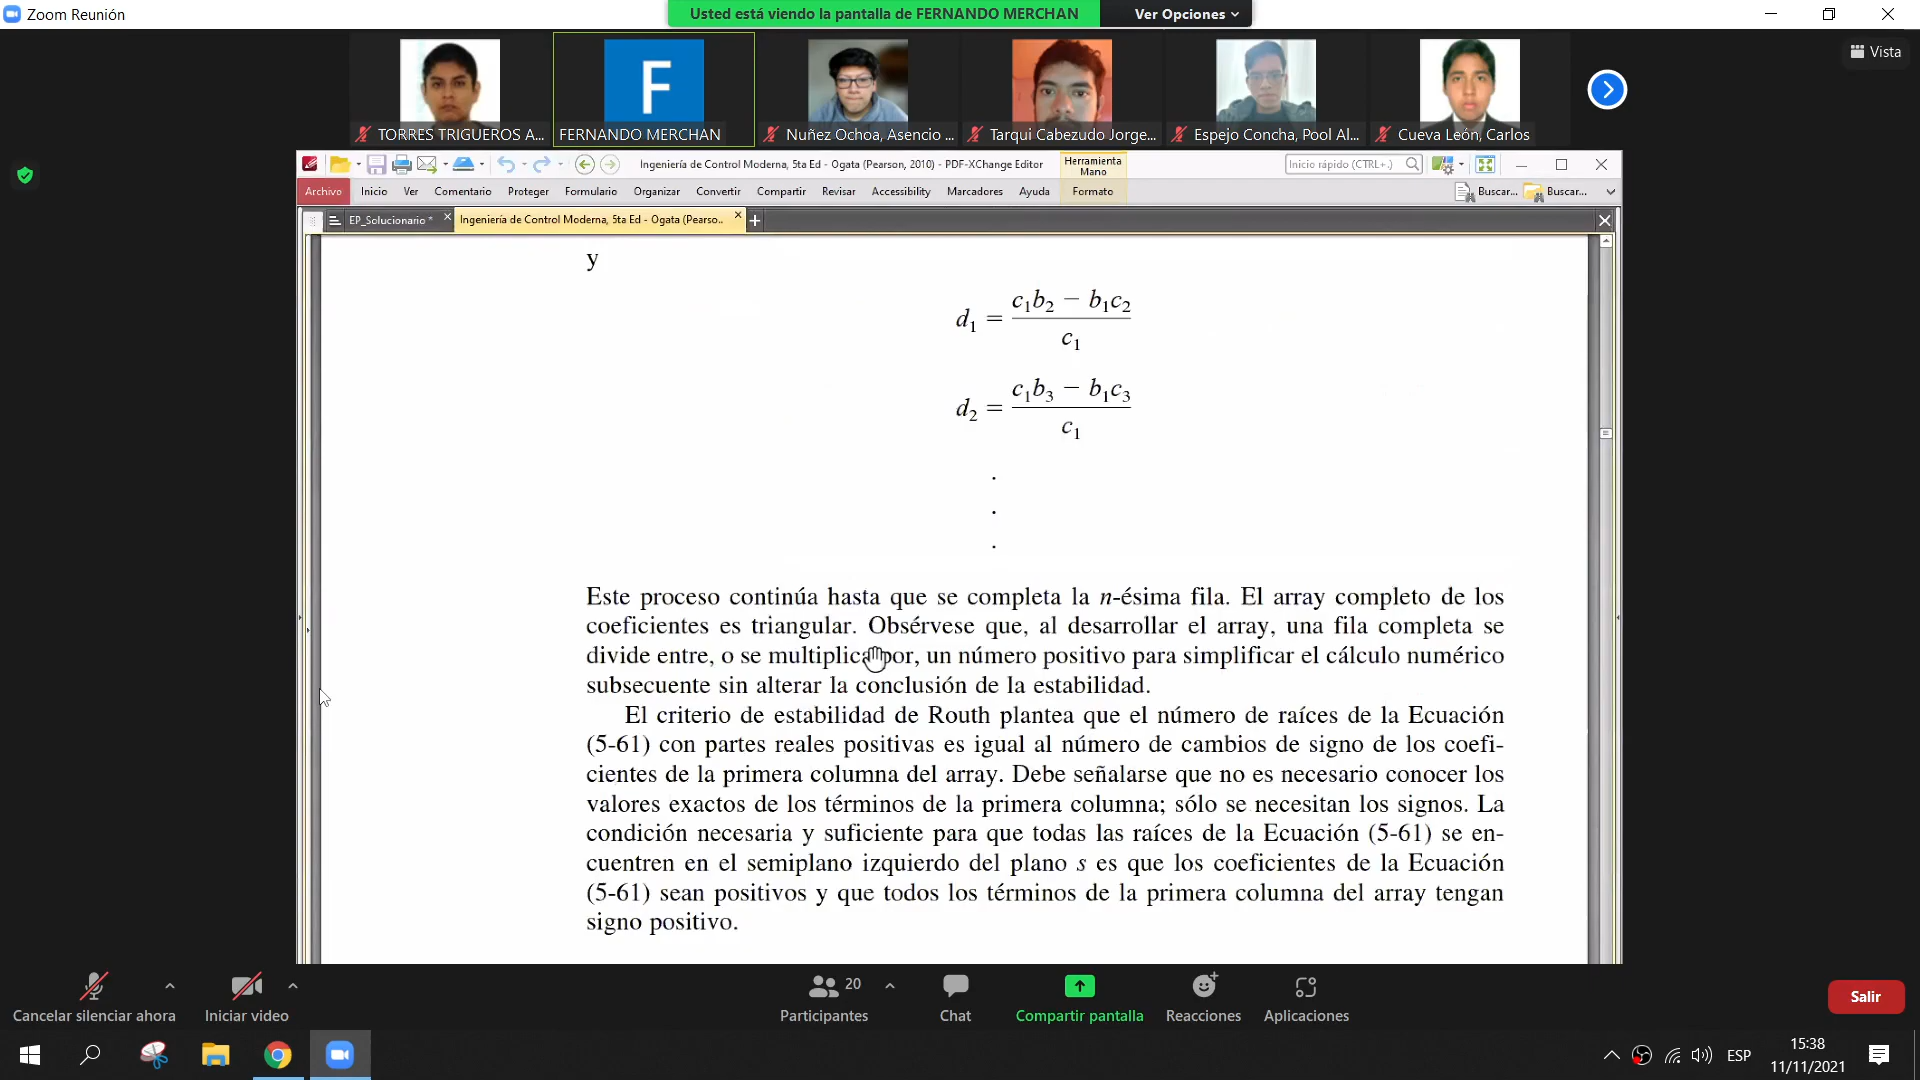 Zoom Reunión
Usted está viendo la pantalla de FERNANDO MERCHAN
Ver Opciones
Vista
F
TORRES TRIGUEROS A...
FERNANDO MERCHAN
Nuñez Ochoa, Asencio ...
Tarqui Cabezudo Jorge...
Espejo Concha, Pool Al...
Cueva León, Carlos
Ingeniería de Control Moderna, 5ta Ed - Ogata (Pearson, 2010) - PDF-XChange Editor
Herramienta Mano
Inicio rápido (CTRL+.)
Archivo Inicio Ver Comentario Proteger Formulario Organizar Convertir Compartir Revisar Accessibility Marcadores Ayuda Formato
Buscar... Buscar...
EP_Solucionario *
Ingeniería de Control Moderna, 5ta Ed - Ogata (Pearso...
y
d₁ = (c₁b₂ − b₁c₂) / c₁
d₂ = (c₁b₃ − b₁c₃) / c₁
.
.
.
Este proceso continúa hasta que se completa la n-ésima fila. El array completo de los
coeficientes es triangular. Obsérvese que, al desarrollar el array, una fila completa se
divide entre, o se multiplica por, un número positivo para simplificar el cálculo numérico
subsecuente sin alterar la conclusión de la estabilidad.
El criterio de estabilidad de Routh plantea que el número de raíces de la Ecuación
(5-61) con partes reales positivas es igual al número de cambios de signo de los coefi-
cientes de la primera columna del array. Debe señalarse que no es necesario conocer los
valores exactos de los términos de la primera columna; sólo se necesitan los signos. La
condición necesaria y suficiente para que todas las raíces de la Ecuación (5-61) se en-
cuentren en el semiplano izquierdo del plano s es que los coeficientes de la Ecuación
(5-61) sean positivos y que todos los términos de la primera columna del array tengan
signo positivo.
Cancelar silenciar ahora
Iniciar video
20
Participantes
Chat
Compartir pantalla
Reacciones
Aplicaciones
Salir
ESP
15:38
11/11/2021